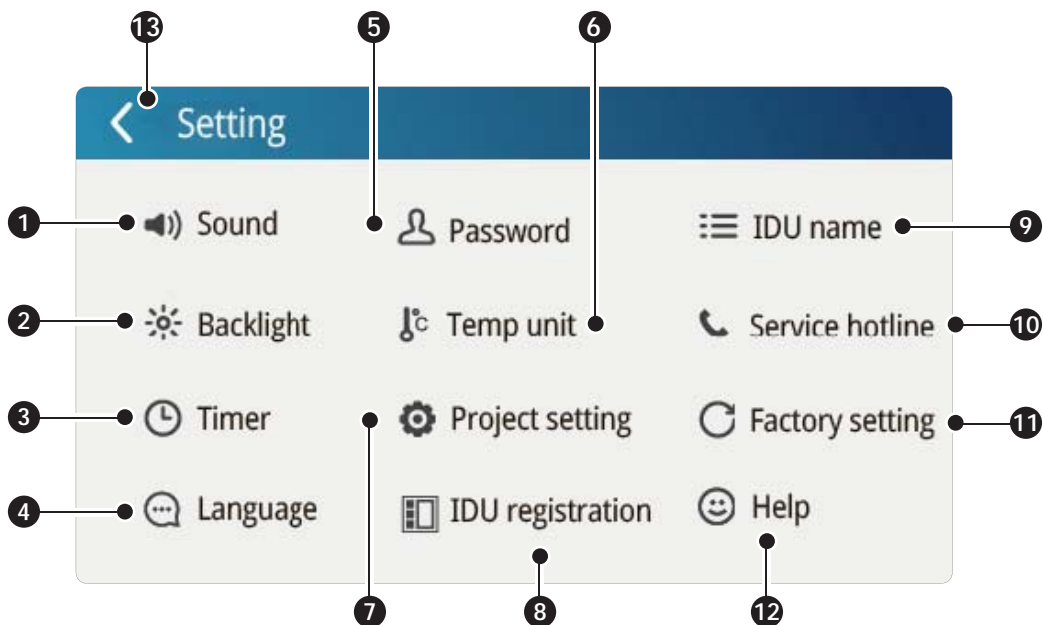 13 5 6
Setting
1 Sound Password IDU name 9
2 Backlight °C Temp unit Service hotline 10
3 Timer Project setting Factory setting 11
4 Language IDU registration Help
7 8 12